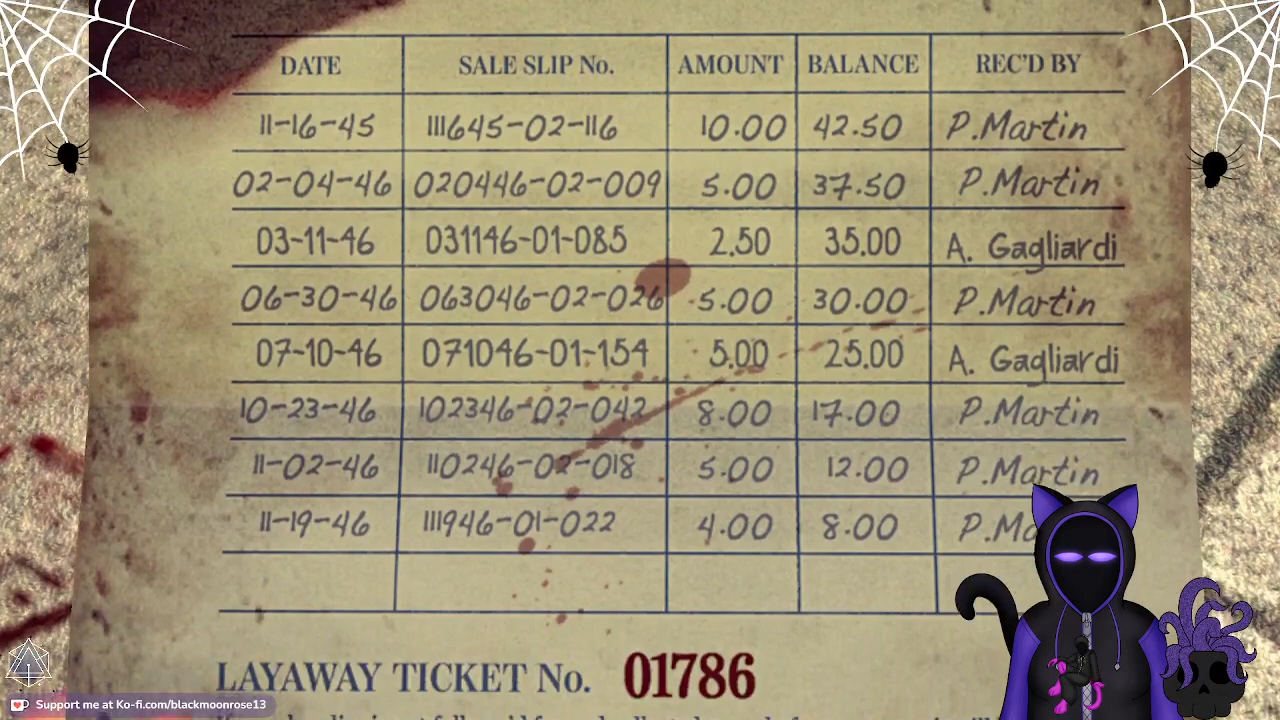 DATE SALE SLIP No. AMOUNT BALANCE REC'D BY
11-16-45 111645-02-116 10.00 42.50 P.Martin
02-04-46 020446-02-009 5.00 37.50 P.Martin
03-11-46 031146-01-085 2.50 35.00 A. Gagliardi
06-30-46 063046-02-026 5.00 30.00 P.Martin
07-10-46 071046-01-154 5.00 25.00 A. Gagliardi
10-23-46 102346-02-042 8.00 17.00 P.Martin
11-02-46 110246-02-018 5.00 12.00 P.Martin
11-19-46 111946-01-022 4.00 8.00 P.Ma
LAYAWAY TICKET No. 01786
Support me at Ko-fi.com/blackmoonrose13